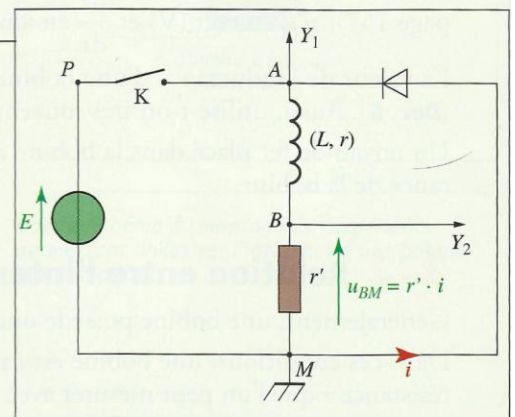 Y₁
P
K
A
(L, r)
E
B
Y₂
r'
u_BM = r' · i
M
i